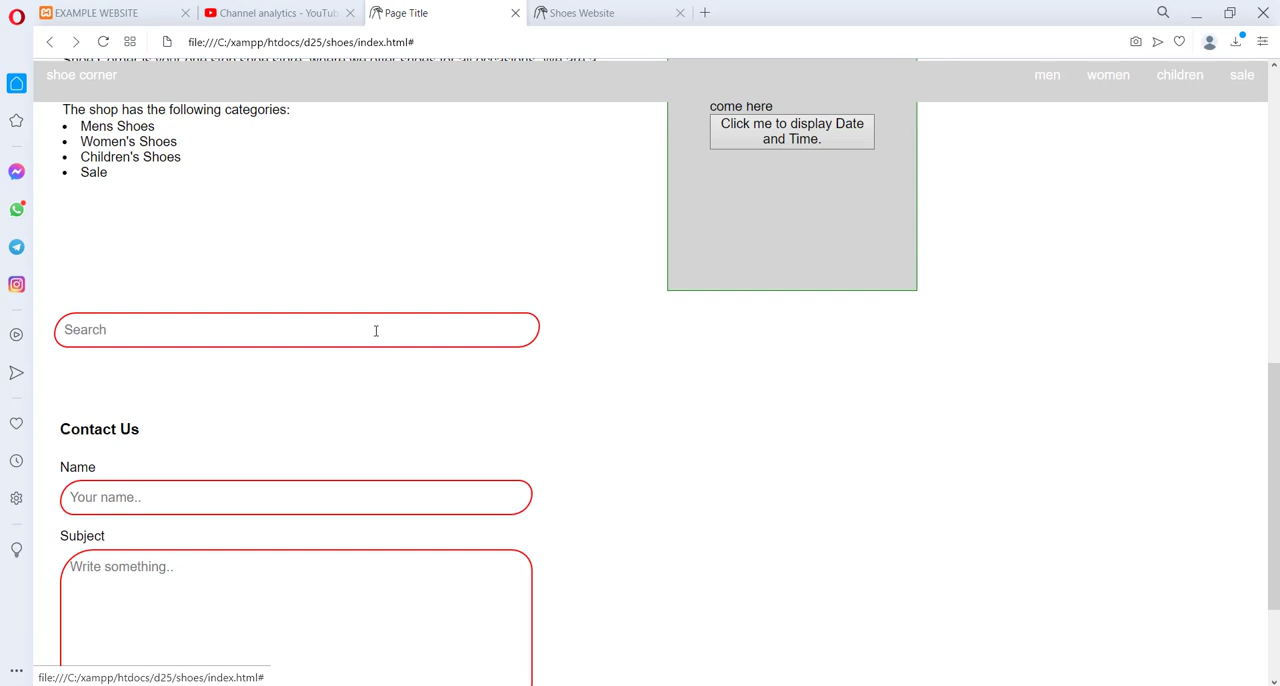 EXAMPLE WEBSITE
Channel analytics - YouTub
Page Title
Shoes Website
file:///C:/xampp/htdocs/d25/shoes/index.html#
shoe corner
men
women
children
sale
The shop has the following categories:
• Mens Shoes
• Women's Shoes
• Children's Shoes
• Sale
come here
Click me to display Date
and Time.
Search
Contact Us
Name
Your name..
Subject
Write something..
file:///C:/xampp/htdocs/d25/shoes/index.html#